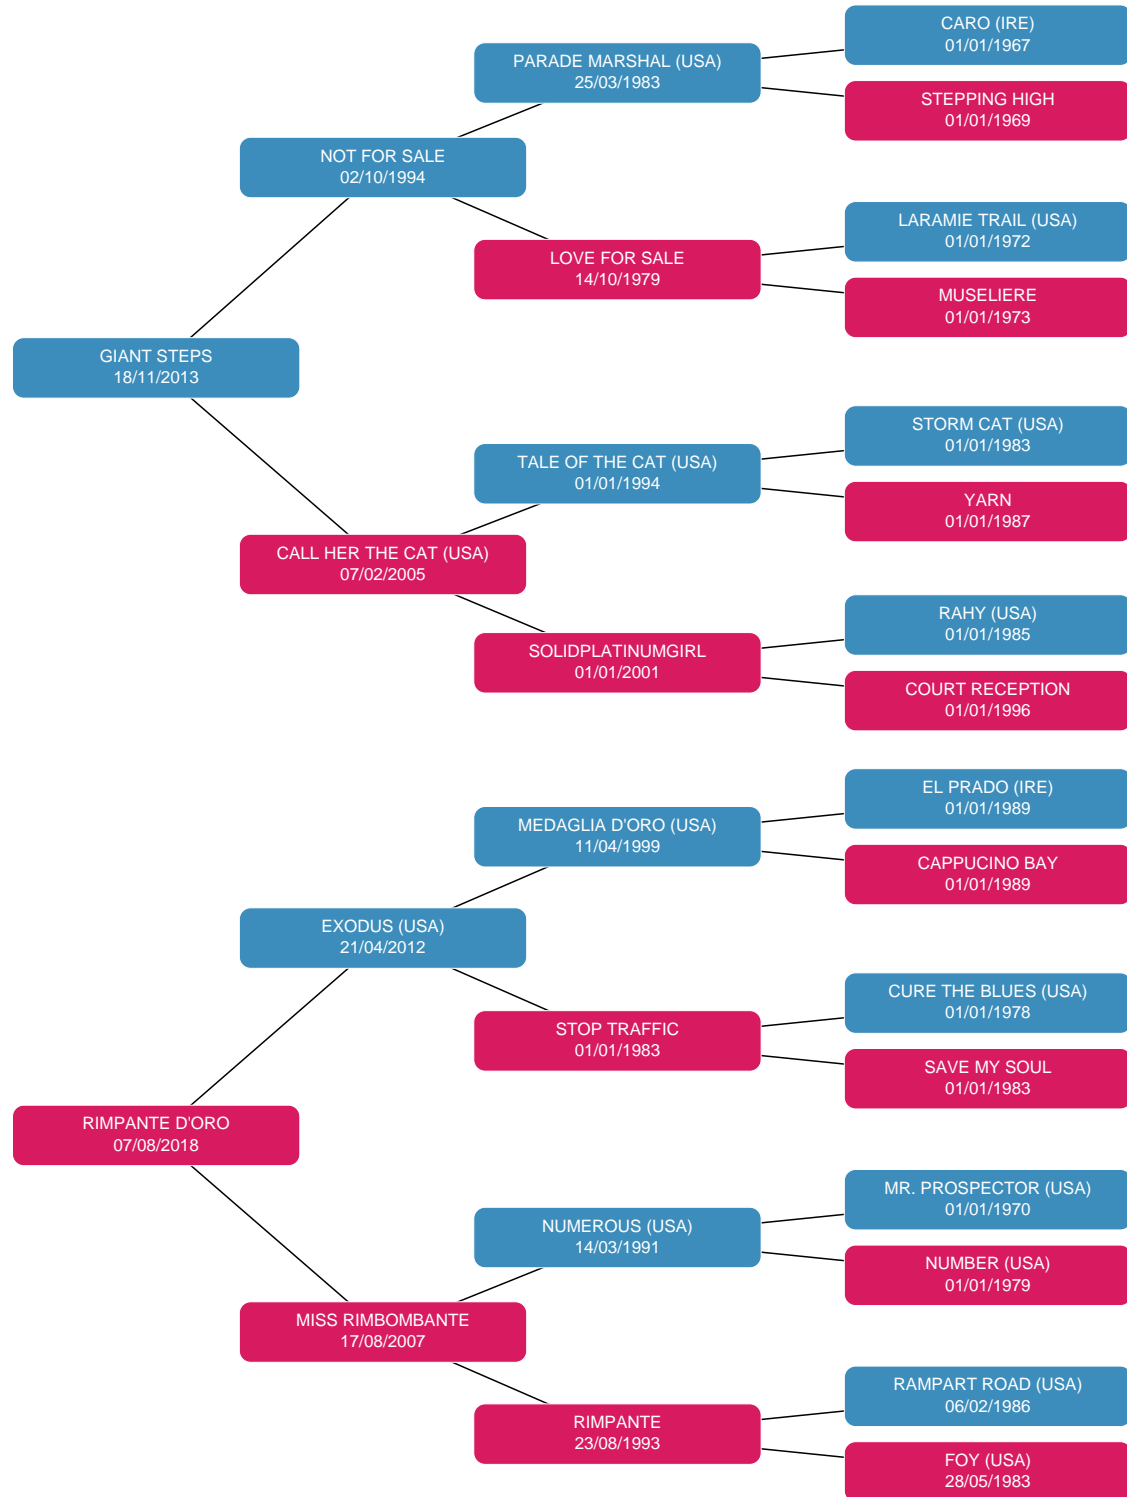 CARO (IRE)
01/01/1967
PARADE MARSHAL (USA)
25/03/1983
STEPPING HIGH
01/01/1969
NOT FOR SALE
02/10/1994
LARAMIE TRAIL (USA)
01/01/1972
LOVE FOR SALE
14/10/1979
MUSELIERE
01/01/1973
GIANT STEPS
18/11/2013
STORM CAT (USA)
01/01/1983
TALE OF THE CAT (USA)
01/01/1994
YARN
01/01/1987
CALL HER THE CAT (USA)
07/02/2005
RAHY (USA)
01/01/1985
SOLIDPLATINUMGIRL
01/01/2001
COURT RECEPTION
01/01/1996
EL PRADO (IRE)
01/01/1989
MEDAGLIA D'ORO (USA)
11/04/1999
CAPPUCINO BAY
01/01/1989
EXODUS (USA)
21/04/2012
CURE THE BLUES (USA)
01/01/1978
STOP TRAFFIC
01/01/1983
SAVE MY SOUL
01/01/1983
RIMPANTE D'ORO
07/08/2018
MR. PROSPECTOR (USA)
01/01/1970
NUMEROUS (USA)
14/03/1991
NUMBER (USA)
01/01/1979
MISS RIMBOMBANTE
17/08/2007
RAMPART ROAD (USA)
06/02/1986
RIMPANTE
23/08/1993
FOY (USA)
28/05/1983